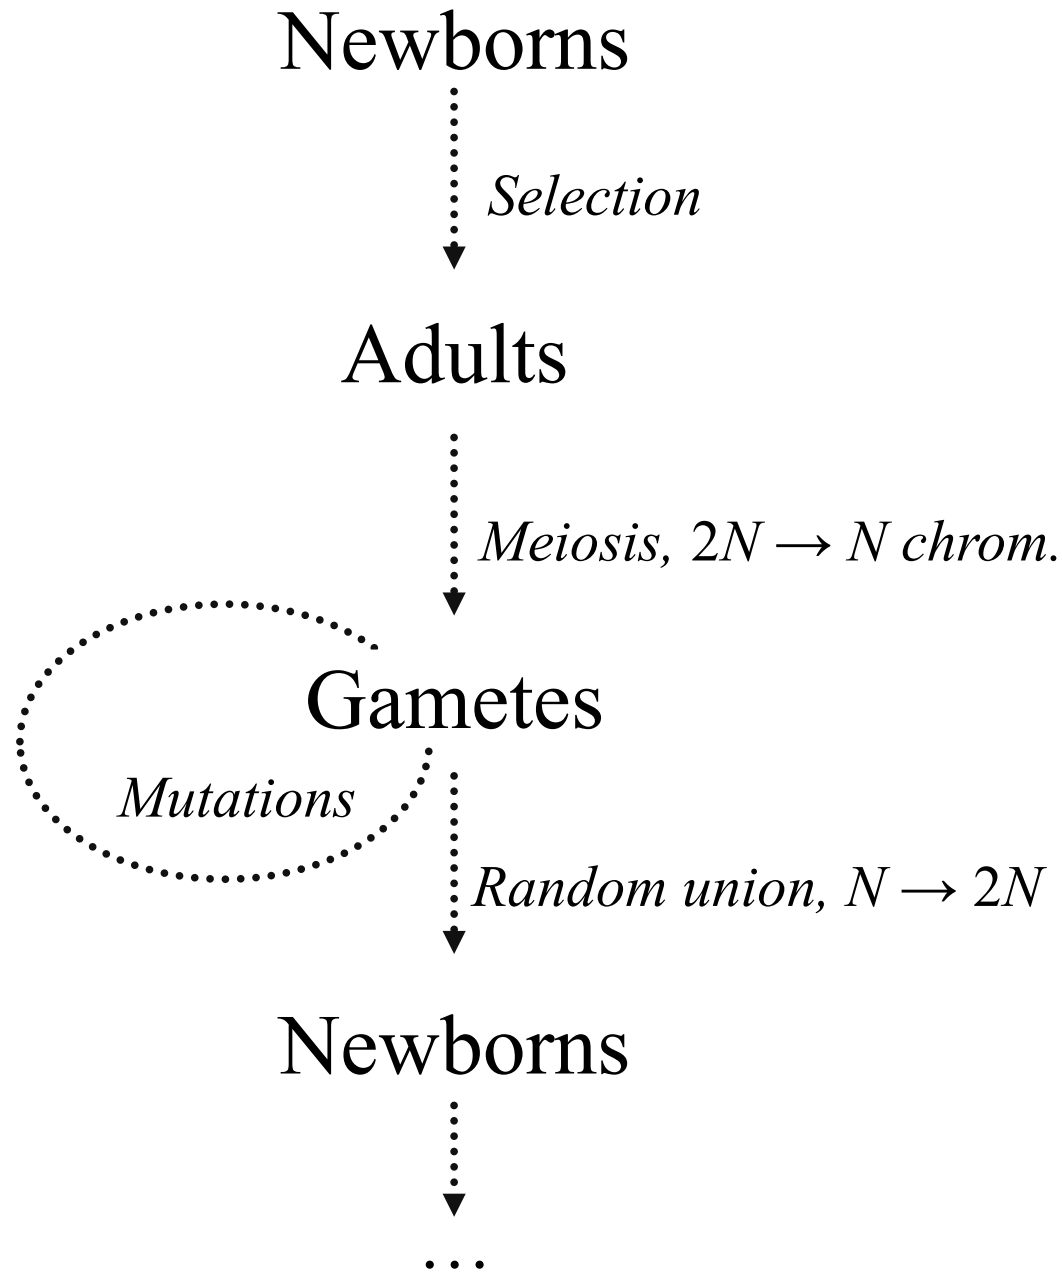 Newborns
Selection
Adults
Meiosis, 2N → N chrom.
Gametes
Mutations
Random union, N → 2N
Newborns
...